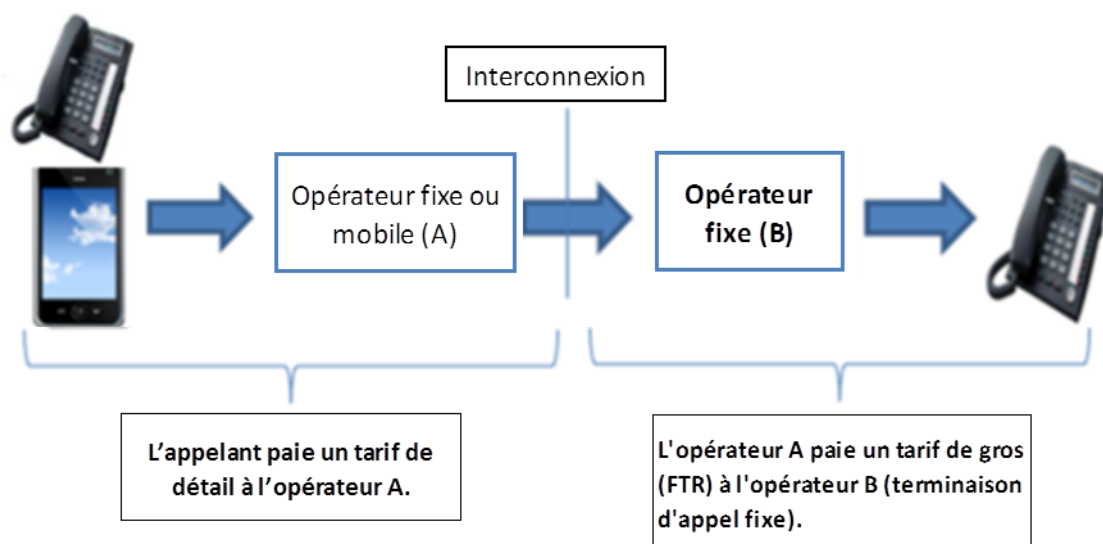 Interconnexion
Opérateur fixe ou
mobile (A)
Opérateur
fixe (B)
L’appelant paie un tarif de
détail à l’opérateur A.
L'opérateur A paie un tarif de gros
(FTR) à l'opérateur B (terminaison
d'appel fixe).